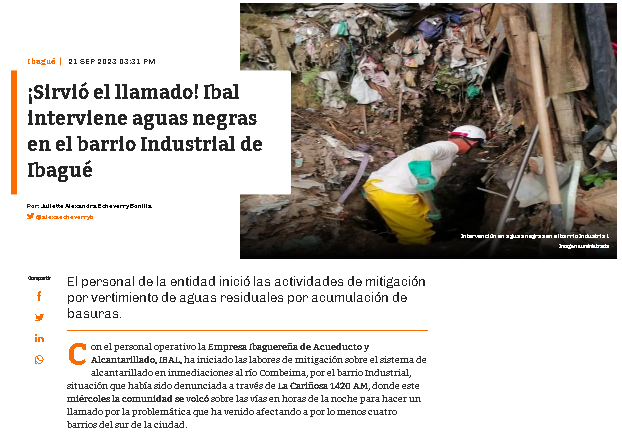 Ibagué | 21 SEP 2023 03:31 PM
¡Sirvió el llamado! Ibal
interviene aguas negras
en el barrio Industrial de
Ibagué
Por: Juliette Alexandra Echeverry Bonilla
@alexaecheverryb
Intervención en aguas negras en el barrio Industrial.
Imagen suministrada
Compartir
El personal de la entidad inició las actividades de mitigación
por vertimiento de aguas residuales por acumulación de
basuras.
Con el personal operativo la Empresa Ibaguereña de Acueducto y
Alcantarillado, IBAL, ha iniciado las labores de mitigación sobre el sistema de
alcantarillado en inmediaciones al río Combeima, por el barrio Industrial,
situación que había sido denunciada a través de La Cariñosa 1420 AM, donde este
miércoles la comunidad se volcó sobre las vías en horas de la noche para hacer un
llamado por la problemática que ha venido afectando a por lo menos cuatro
barrios del sur de la ciudad.